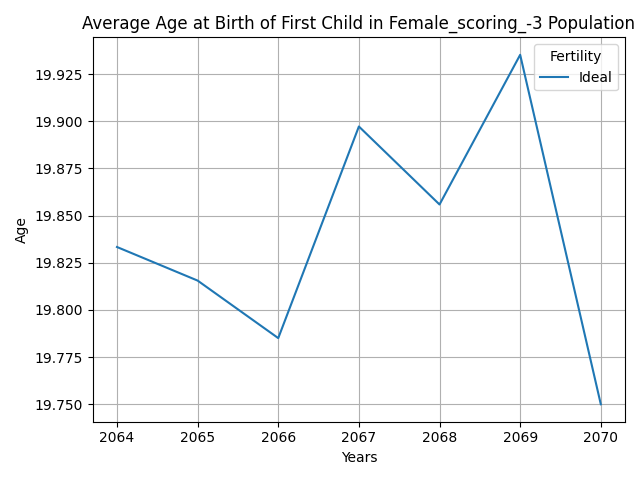 Average Age at Birth of First Child in Female_scoring_-3 Population
Fertility
Ideal
19.925
19.900
19.875
19.850
19.825
19.800
19.775
19.750
Age
2064 2065 2066 2067 2068 2069 2070
Years